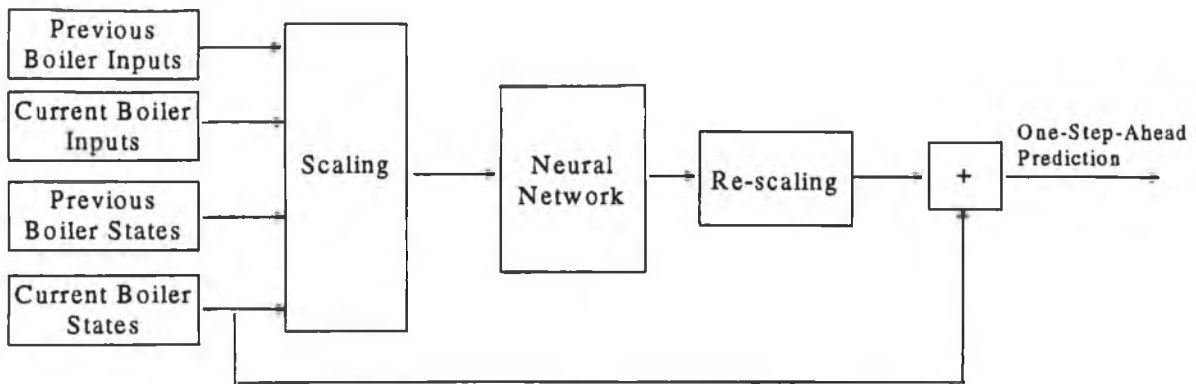 Previous
Boiler Inputs
Current Boiler
Inputs
Previous
Boiler States
Current Boiler
States
Scaling
Neural
Network
Re-scaling
+
One-Step-Ahead
Prediction